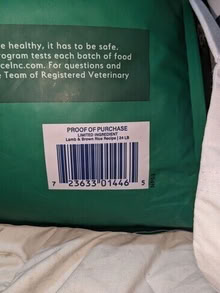 e healthy, it has to be safe.
rogram tests each batch of food
ceInc.com. For questions and
Team of Registered Veterinary
PROOF OF PURCHASE
LIMITED INGREDIENT
Lamb & Brown Rice Recipe | 24 LB
7 23633 01446 5